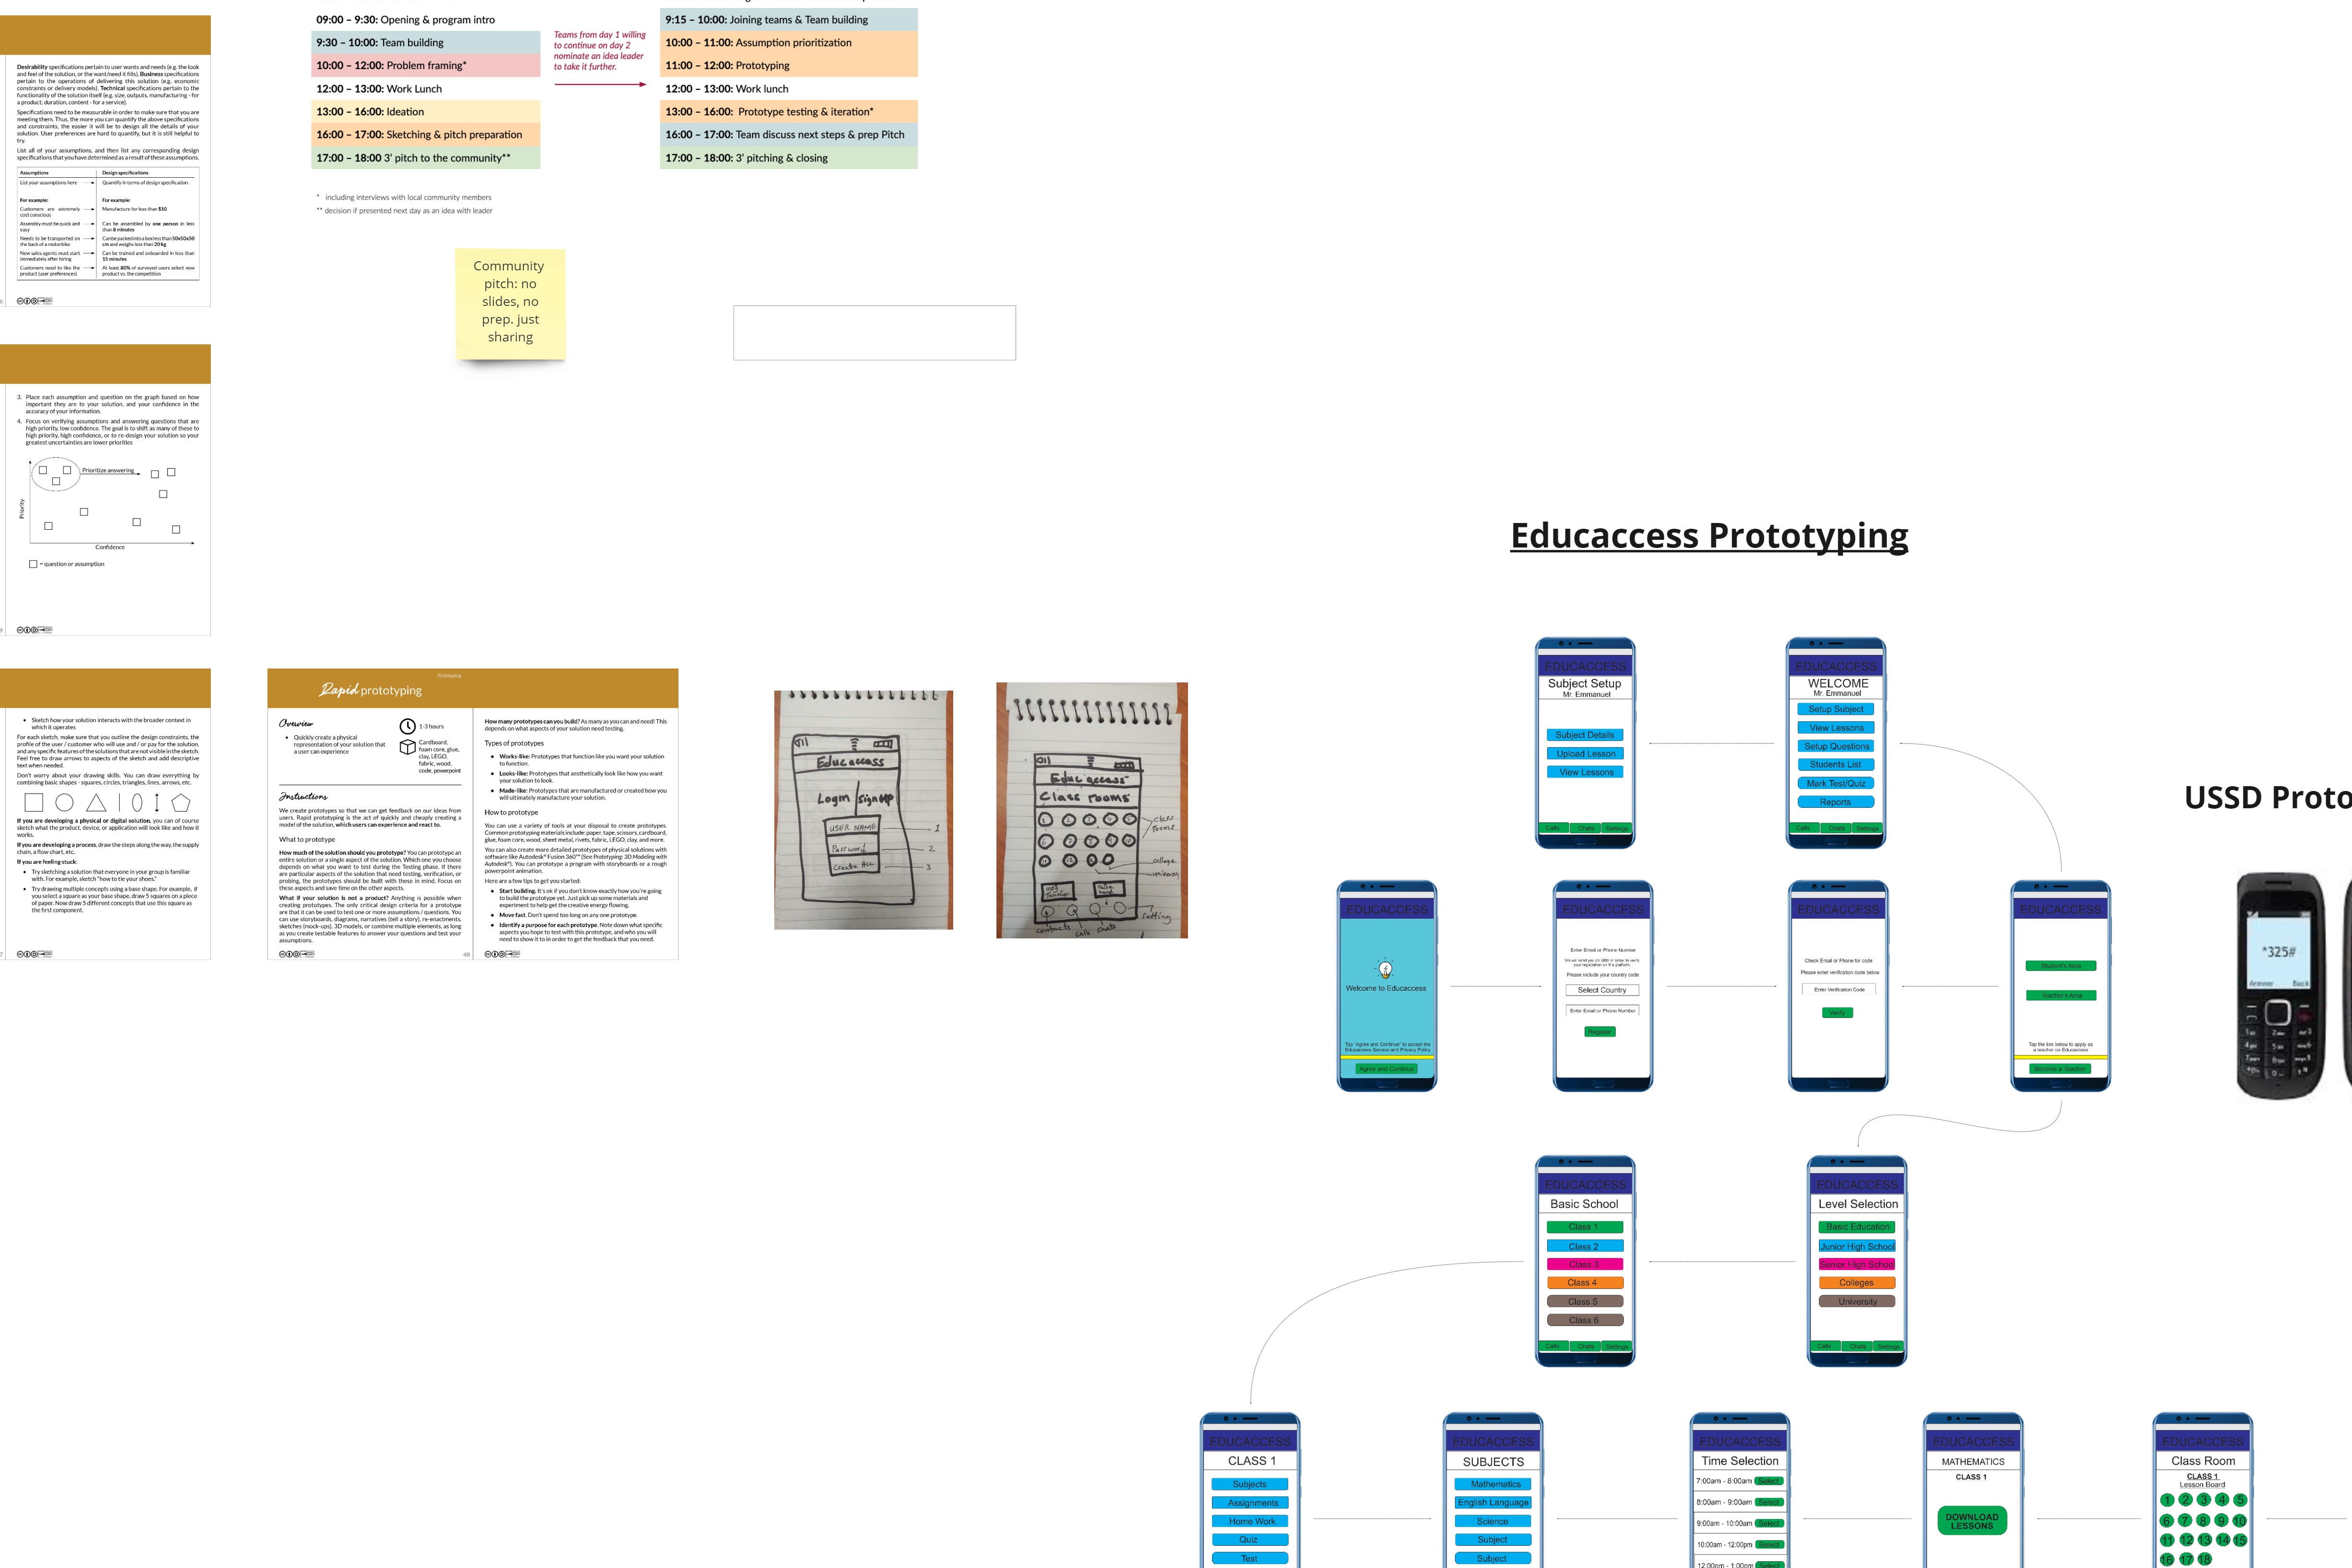 Desirability specifications pertain to user wants and needs (e.g. the look
and feel of the solution, or the want/need it fills). Business specifications
pertain to the operations of delivering this solution (e.g. economic
constraints or delivery models). Technical specifications pertain to the
functionality of the solution itself (e.g. size, outputs, manufacturing - for
a product; duration, content - for a service).
Specifications need to be measurable in order to make sure that you are
meeting them. Thus, the more you can quantify the above specifications
and constraints, the easier it will be to design all the details of your
solution. User preferences are hard to quantify, but it is still helpful to
try.
List all of your assumptions, and then list any corresponding design
specifications that you have determined as a result of these assumptions.
Assumptions
Design specifications
List your assumptions here
Quantify in terms of design specification:
For example:
For example:
Customers are extremely
cost conscious
Manufacture for less than $10
Assembly must be quick and
easy
Can be assembled by one person in less
than 8 minutes
Needs to be transported on
the back of a motorbike
Can be packed into a box less than 50x50x50
cm and weighs less than 20 kg
New sales agents must start
immediately after hiring
Can be trained and onboarded in less than
15 minutes
Customers need to like the
product (user preferences)
At least 80% of surveyed users select new
product vs. the competition
3. Place each assumption and question on the graph based on how
important they are to your solution, and your confidence in the
accuracy of your information.
4. Focus on verifying assumptions and answering questions that are
high priority, low confidence. The goal is to shift as many of these to
high priority, high confidence, or to re-design your solution so your
greatest uncertainties are lower priorities
Prioritize answering
Priority
Confidence
= question or assumption
• Sketch how your solution interacts with the broader context in
which it operates
For each sketch, make sure that you outline the design constraints, the
profile of the user / customer who will use and / or pay for the solution,
and any specific features of the solutions that are not visible in the sketch.
Feel free to draw arrows to aspects of the sketch and add descriptive
text when needed.
Don't worry about your drawing skills. You can draw everything by
combining basic shapes - squares, circles, triangles, lines, arrows, etc.
If you are developing a physical or digital solution, you can of course
sketch what the product, device, or application will look like and how it
works.
If you are developing a process, draw the steps along the way, the supply
chain, a flow chart, etc.
If you are feeling stuck:
• Try sketching a solution that everyone in your group is familiar
with. For example, sketch "how to tie your shoes."
• Try drawing multiple concepts using a base shape. For example, if
you select a square as your base shape, draw 5 squares on a piece
of paper. Now draw 5 different concepts that use this square as
the first component.
09:00 – 9:30: Opening & program intro
9:30 – 10:00: Team building
10:00 – 12:00: Problem framing*
12:00 – 13:00: Work Lunch
13:00 – 16:00: Ideation
16:00 – 17:00: Sketching & pitch preparation
17:00 – 18:00 3' pitch to the community**
Teams from day 1 willing
to continue on day 2
nominate an idea leader
to take it further.
9:15 – 10:00: Joining teams & Team building
10:00 – 11:00: Assumption prioritization
11:00 – 12:00: Prototyping
12:00 – 13:00: Work lunch
13:00 – 16:00: Prototype testing & iteration*
16:00 – 17:00: Team discuss next steps & prep Pitch
17:00 – 18:00: 3' pitching & closing
* including interviews with local community members
** decision if presented next day as an idea with leader
Community
pitch: no
slides, no
prep. just
sharing
Prototyping
Rapid prototyping
Overview
• Quickly create a physical
representation of your solution that
a user can experience
1-3 hours
Cardboard,
foam core, glue,
clay, LEGO,
fabric, wood,
code, powerpoint
Instructions
We create prototypes so that we can get feedback on our ideas from
users. Rapid prototyping is the act of quickly and cheaply creating a
model of the solution, which users can experience and react to.
What to prototype
How much of the solution should you prototype? You can prototype an
entire solution or a single aspect of the solution. Which one you choose
depends on what you want to test during the Testing phase. If there
are particular aspects of the solution that need testing, verification, or
probing, the prototypes should be built with these in mind. Focus on
these aspects and save time on the other aspects.
What if your solution is not a product? Anything is possible when
creating prototypes. The only critical design criteria for a prototype
are that it can be used to test one or more assumptions / questions. You
can use storyboards, diagrams, narratives (tell a story), re-enactments,
sketches (mock-ups), 3D models, or combine multiple elements, as long
as you create testable features to answer your questions and test your
assumptions.
48
How many prototypes can you build? As many as you can and need! This
depends on what aspects of your solution need testing.
Types of prototypes
• Works-like: Prototypes that function like you want your solution
to function.
• Looks-like: Prototypes that aesthetically look like how you want
your solution to look.
• Made-like: Prototypes that are manufactured or created how you
will ultimately manufacture your solution.
How to prototype
You can use a variety of tools at your disposal to create prototypes.
Common prototyping materials include: paper, tape, scissors, cardboard,
glue, foam core, wood, sheet metal, rivets, fabric, LEGO, clay, and more.
You can also create more detailed prototypes of physical solutions with
software like Autodesk® Fusion 360™ (See Prototyping: 3D Modeling with
Autodesk®). You can prototype a program with storyboards or a rough
powerpoint animation.
Here are a few tips to get you started:
• Start building. It's ok if you don't know exactly how you're going
to build the prototype yet. Just pick up some materials and
experiment to help get the creative energy flowing.
• Move fast. Don't spend too long on any one prototype.
• Identify a purpose for each prototype. Note down what specific
aspects you hope to test with this prototype, and who you will
need to show it to in order to get the feedback that you need.
Educaccess
Login SignUp
USER NAME 1
Password 2.
Create Acc 3
Educaccess
Class rooms
class
rooms
college
Setting
contacts
calls
chats
Educaccess Prototyping
EDUCACCESS
Subject Setup
Mr. Emmanuel
Subject Details
Upload Lesson
View Lessons
Calls Chats Settings
EDUCACCESS
WELCOME
Mr. Emmanuel
Setup Subject
View Lessons
Setup Questions
Students List
Mark Test/Quiz
Reports
Calls Chats Settings
USSD Proto
EDUCACCESS
Welcome to Educaccess
Tap "Agree and Continue" to accept the
Educaccess Service and Privacy Policy
Agree and Continue
EDUCACCESS
Enter Email or Phone Number
Please include your country code
Select Country
Enter Email or Phone Number
Register
EDUCACCESS
Check Email or Phone for code
Please enter verification code below
Enter Verification Code
Verify
EDUCACCESS
Student's Area
Teacher's Area
Tap the link below to apply as
a teacher on Educaccess
Become a Teacher
*325#
Answer Back
EDUCACCESS
Basic School
Class 1
Class 2
Class 3
Class 4
Class 5
Class 6
Calls Chats Settings
EDUCACCESS
Level Selection
Basic Education
Junior High School
Senior High School
Colleges
University
Calls Chats Settings
EDUCACCESS
CLASS 1
Subjects
Assignments
Home Work
Quiz
Test
EDUCACCESS
SUBJECTS
Mathematics
English Language
Science
Subject
Subject
EDUCACCESS
Time Selection
7:00am - 8:00am Select
8:00am - 9:00am Select
9:00am - 10:00am Select
10:00am - 12:00pm Select
12:00pm - 1:00pm Select
EDUCACCESS
MATHEMATICS
CLASS 1
DOWNLOAD
LESSONS
EDUCACCESS
Class Room
CLASS 1
Lesson Board
1 2 3 4 5
6 7 8 9 10
11 12 13 14 15
16 17 18